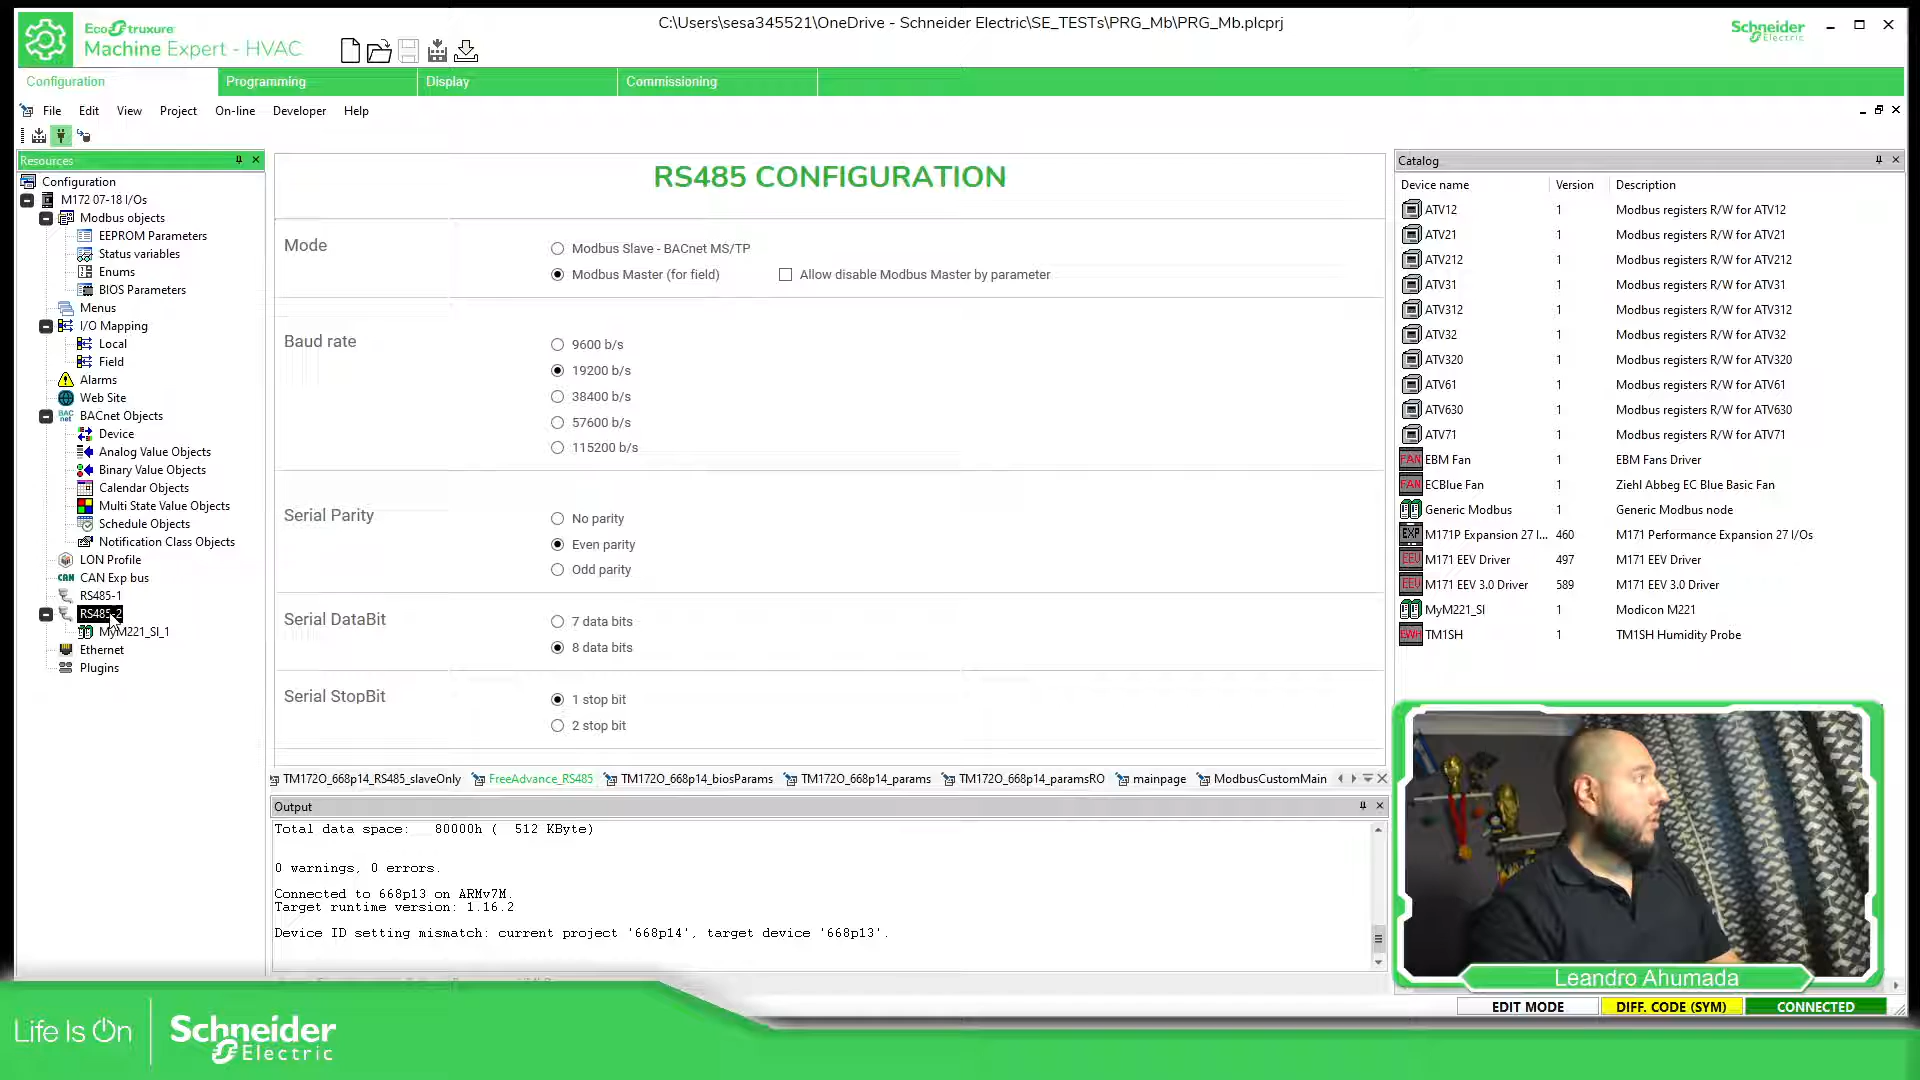 EcoStruxure
Machine Expert - HVAC
C:\Users\sesa345521\OneDrive - Schneider Electric\SE_TESTs\PRG_Mb\PRG_Mb.plcprj
Schneider
Electric
Configuration
Programming
Display
Commissioning
File Edit View Project On-line Developer Help
Resources
Configuration
M172 07-18 I/Os
Modbus objects
EEPROM Parameters
Status variables
Enums
BIOS Parameters
Menus
I/O Mapping
Local
Field
Alarms
Web Site
BACnet Objects
Device
Analog Value Objects
Binary Value Objects
Calendar Objects
Multi State Value Objects
Schedule Objects
Notification Class Objects
LON Profile
CAN Exp bus
RS485-1
RS485-2
MyM221_SI_1
Ethernet
Plugins
RS485 CONFIGURATION
Mode
Modbus Slave - BACnet MS/TP
Modbus Master (for field)
Allow disable Modbus Master by parameter
Baud rate
9600 b/s
19200 b/s
38400 b/s
57600 b/s
115200 b/s
Serial Parity
No parity
Even parity
Odd parity
Serial DataBit
7 data bits
8 data bits
Serial StopBit
1 stop bit
2 stop bit
TM172O_668p14_RS485_slaveOnly FreeAdvance_RS485 TM172O_668p14_biosParams TM172O_668p14_params TM172O_668p14_paramsRO mainpage ModbusCustomMain
Output
Total data space: 80000h ( 512 KByte)
0 warnings, 0 errors.
Connected to 668p13 on ARMv7M.
Target runtime version: 1.16.2
Device ID setting mismatch: current project '668p14', target device '668p13'.
Catalog
Device name Version Description
ATV12 1 Modbus registers R/W for ATV12
ATV21 1 Modbus registers R/W for ATV21
ATV212 1 Modbus registers R/W for ATV212
ATV31 1 Modbus registers R/W for ATV31
ATV312 1 Modbus registers R/W for ATV312
ATV32 1 Modbus registers R/W for ATV32
ATV320 1 Modbus registers R/W for ATV320
ATV61 1 Modbus registers R/W for ATV61
ATV630 1 Modbus registers R/W for ATV630
ATV71 1 Modbus registers R/W for ATV71
FAN EBM Fan 1 EBM Fans Driver
FAN ECBlue Fan 1 Ziehl Abbeg EC Blue Basic Fan
Generic Modbus 1 Generic Modbus node
EXP M171P Expansion 27 I... 460 M171 Performance Expansion 27 I/Os
EEV M171 EEV Driver 497 M171 EEV Driver
EEV M171 EEV 3.0 Driver 589 M171 EEV 3.0 Driver
MyM221_SI 1 Modicon M221
TM1SH 1 TM1SH Humidity Probe
Leandro Ahumada
EDIT MODE
DIFF. CODE (SYM)
CONNECTED
Life Is On
Schneider
Electric